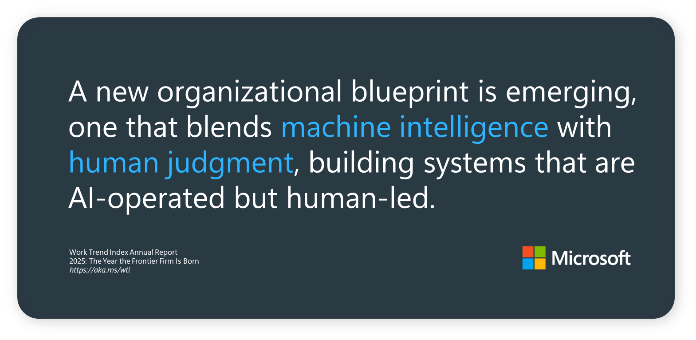 A new organizational blueprint is emerging,
one that blends machine intelligence with
human judgment, building systems that are
AI-operated but human-led.
Work Trend Index Annual Report
2025: The Year the Frontier Firm Is Born
https://aka.ms/wti
Microsoft